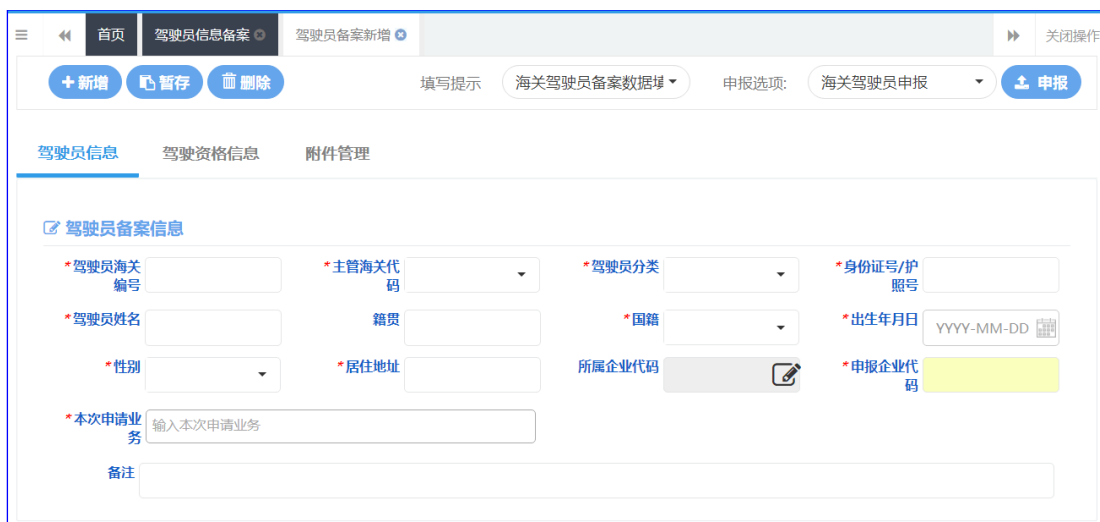 首页 驾驶员信息备案 驾驶员备案新增 关闭操作
新增 暂存 删除 填写提示 海关驾驶员备案数据填 申报选项: 海关驾驶员申报 申报
驾驶员信息 驾驶资格信息 附件管理
驾驶员备案信息
*驾驶员海关编号 *主管海关代码 *驾驶员分类 *身份证号/护照号
*驾驶员姓名 籍贯 *国籍 *出生年月日 YYYY-MM-DD
*性别 *居住地址 所属企业代码 *申报企业代码
*本次申请业务 输入本次申请业务
备注